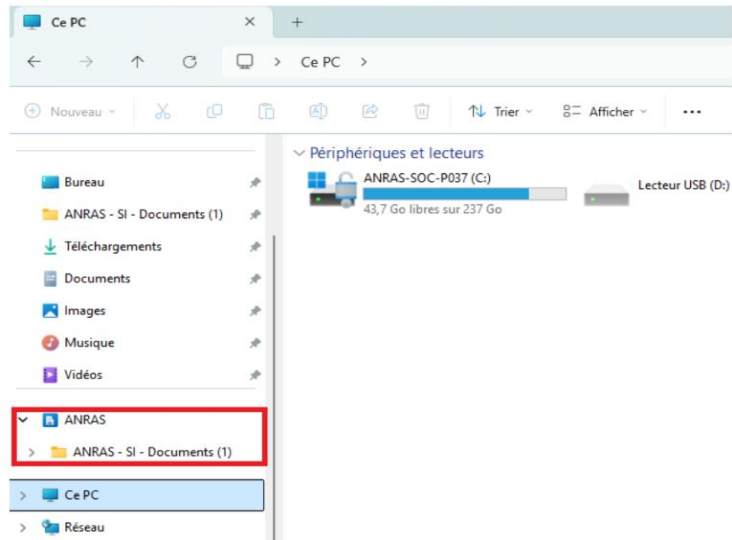 Ce PC
Ce PC
Nouveau
Trier
Afficher
Bureau
ANRAS - SI - Documents (1)
Téléchargements
Documents
Images
Musique
Vidéos
ANRAS
ANRAS - SI - Documents (1)
Ce PC
Réseau
Périphériques et lecteurs
ANRAS-SOC-P037 (C:)
43,7 Go libres sur 237 Go
Lecteur USB (D:)